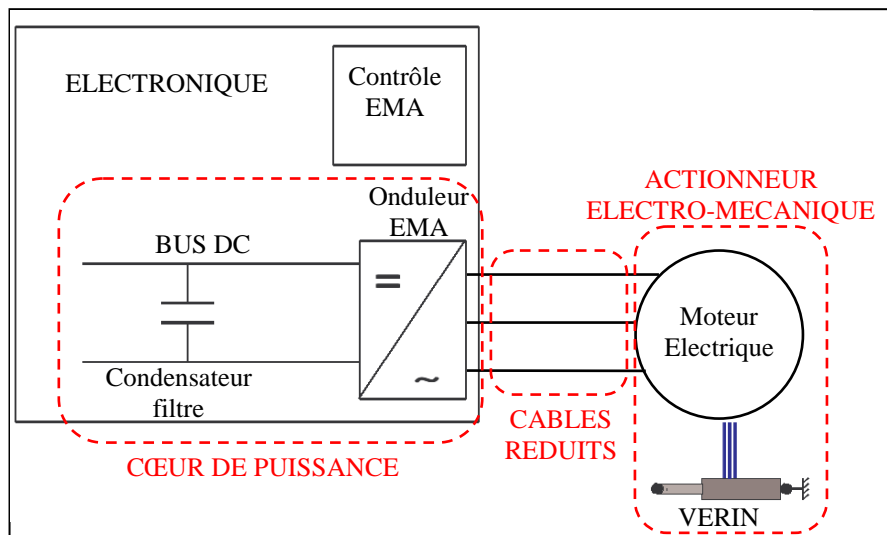 ELECTRONIQUE
Contrôle
EMA
ACTIONNEUR
ELECTRO-MECANIQUE
Onduleur
EMA
BUS DC
=
~
Condensateur
filtre
Moteur
Electrique
CABLES
REDUITS
CŒUR DE PUISSANCE
VERIN